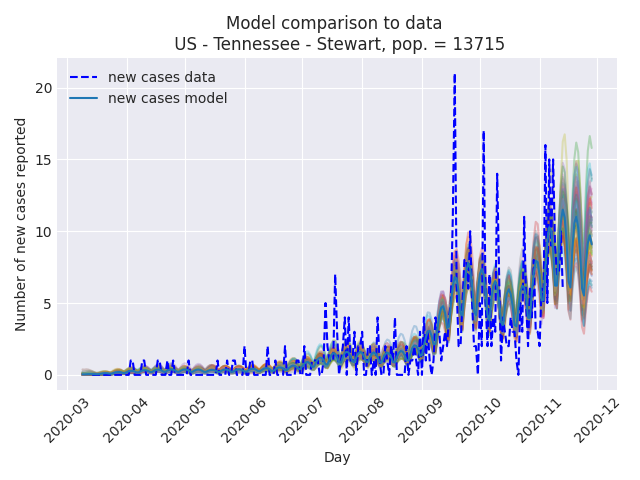 Model comparison to data
US - Tennessee - Stewart, pop. = 13715
new cases data
new cases model
Number of new cases reported
20
15
10
5
0
2020-03
2020-04
2020-05
2020-06
2020-07
2020-08
2020-09
2020-10
2020-11
2020-12
Day